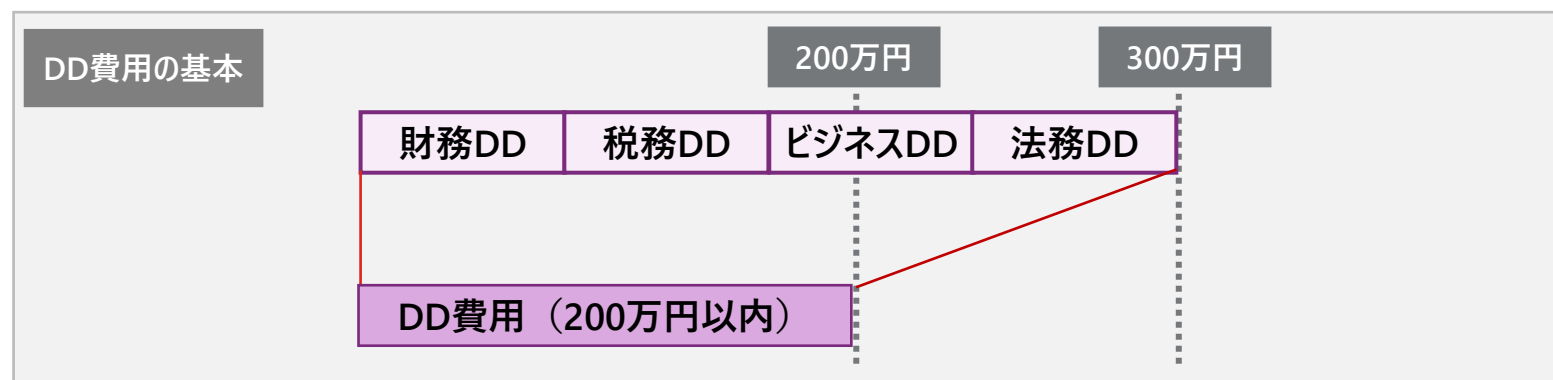 DD費用の基本
200万円
300万円
財務DD
税務DD
ビジネスDD
法務DD
DD費用（200万円以内）